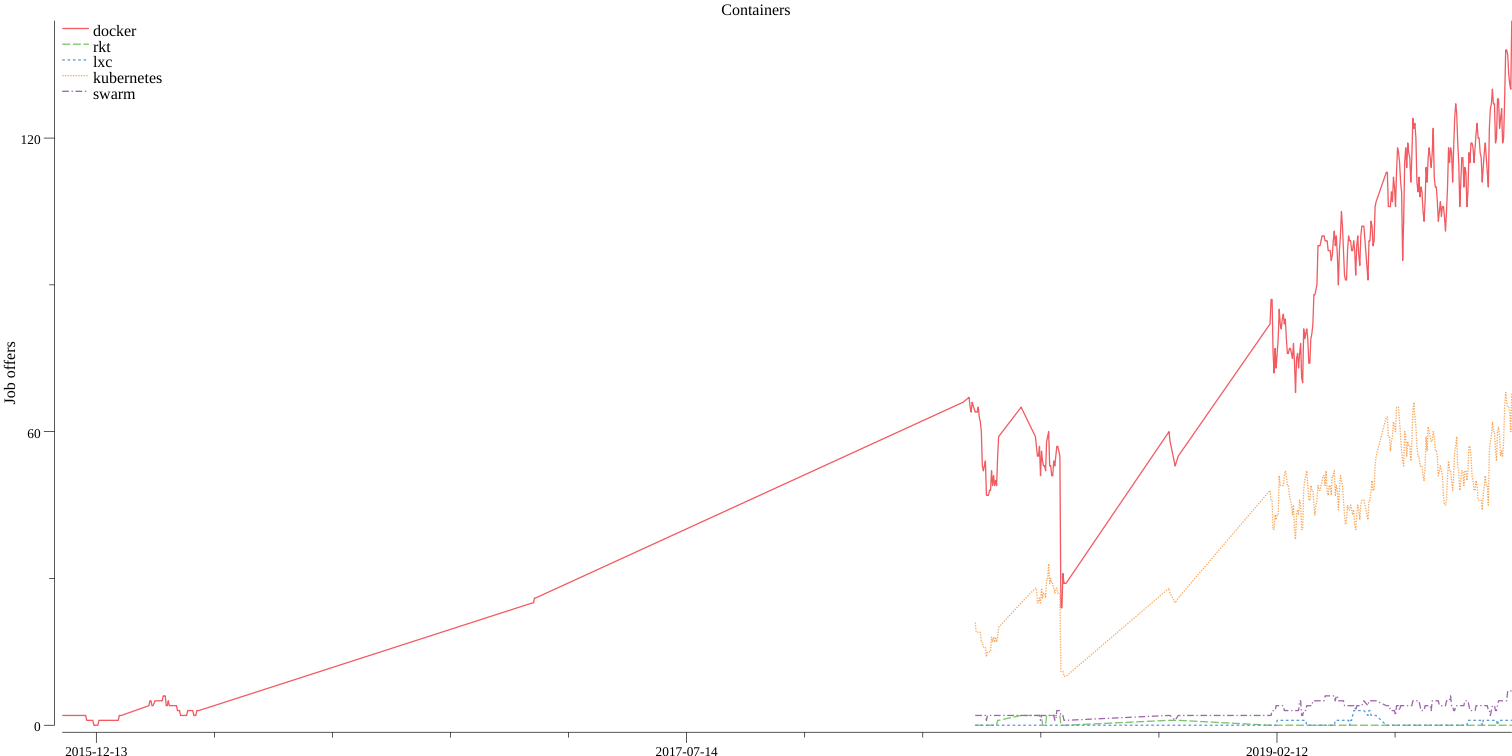 Containers
docker
rkt
lxc
kubernetes
swarm
120
60
0
Job offers
2015-12-13
2017-07-14
2019-02-12